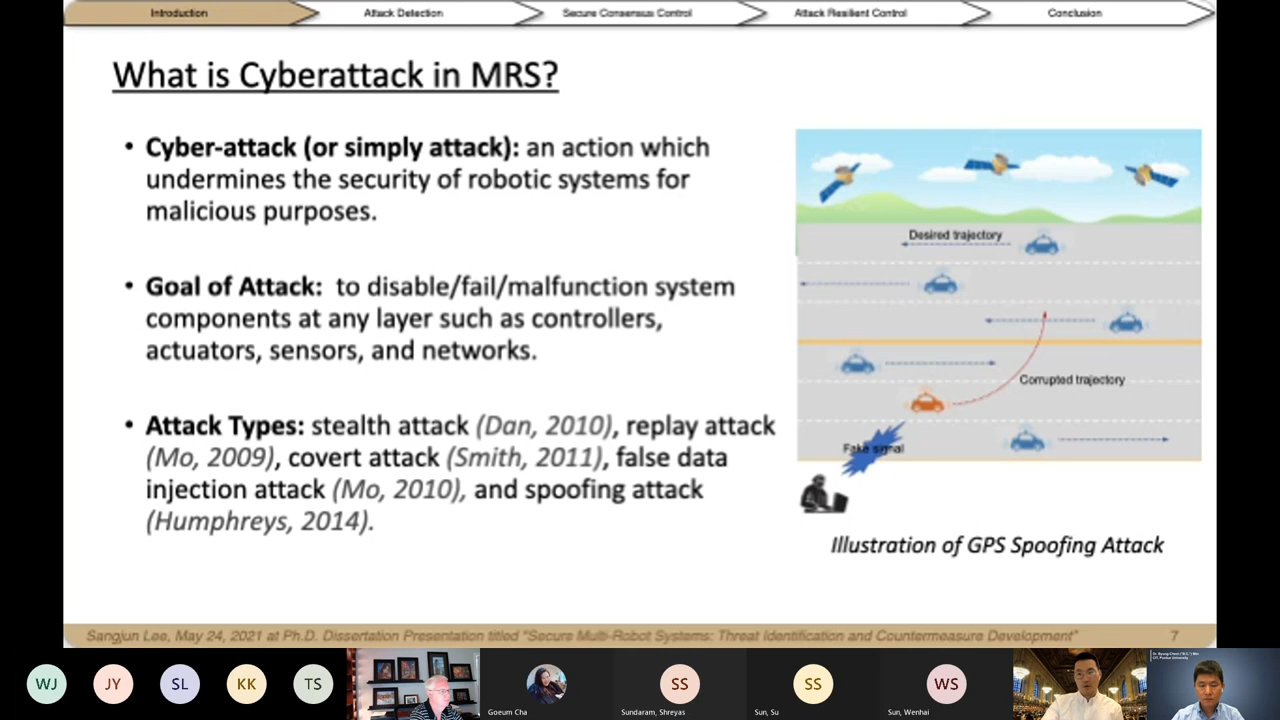 Introduction
Attack Detection
Secure Consensus Control
Attack Resilient Control
Conclusion
What is Cyberattack in MRS?
• Cyber-attack (or simply attack): an action which
undermines the security of robotic systems for
malicious purposes.
• Goal of Attack: to disable/fail/malfunction system
components at any layer such as controllers,
actuators, sensors, and networks.
• Attack Types: stealth attack (Dan, 2010), replay attack
(Mo, 2009), covert attack (Smith, 2011), false data
injection attack (Mo, 2010), and spoofing attack
(Humphreys, 2014).
Desired trajectory
Corrupted trajectory
Fake signal
Illustration of GPS Spoofing Attack
Sangjun Lee, May 24, 2021 at Ph.D. Dissertation Presentation titled "Secure Multi-Robot Systems: Threat Identification and Countermeasure Development"
7
WJ
JY
SL
KK
TS
Goeum Cha
SS
Sundaram, Shreyas
SS
Sun, Su
WS
Sun, Wenhai